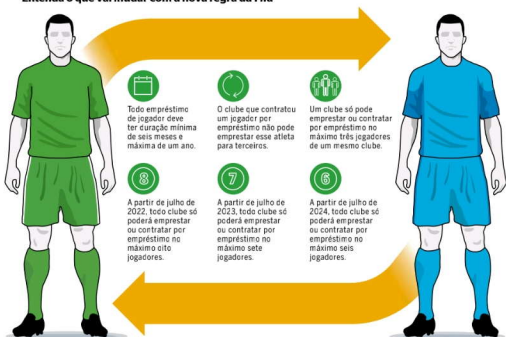 Entenda o que vai mudar com a nova regra da Fifa
Todo empréstimo
de jogador deve
ter duração mínima
de seis meses e
máxima de um ano.
O clube que contratou
um jogador por
empréstimo não pode
emprestar esse atleta
para terceiros.
Um clube só pode
emprestar ou contratar
por empréstimo no
máximo três jogadores
de um mesmo clube.
8
A partir de julho de
2022, todo clube só
poderá emprestar
ou contratar por
empréstimo no
máximo oito
jogadores.
7
A partir de julho de
2023, todo clube só
poderá emprestar
ou contratar por
empréstimo no
máximo sete
jogadores.
6
A partir de julho de
2024, todo clube só
poderá emprestar
ou contratar por
empréstimo no
máximo seis
jogadores.